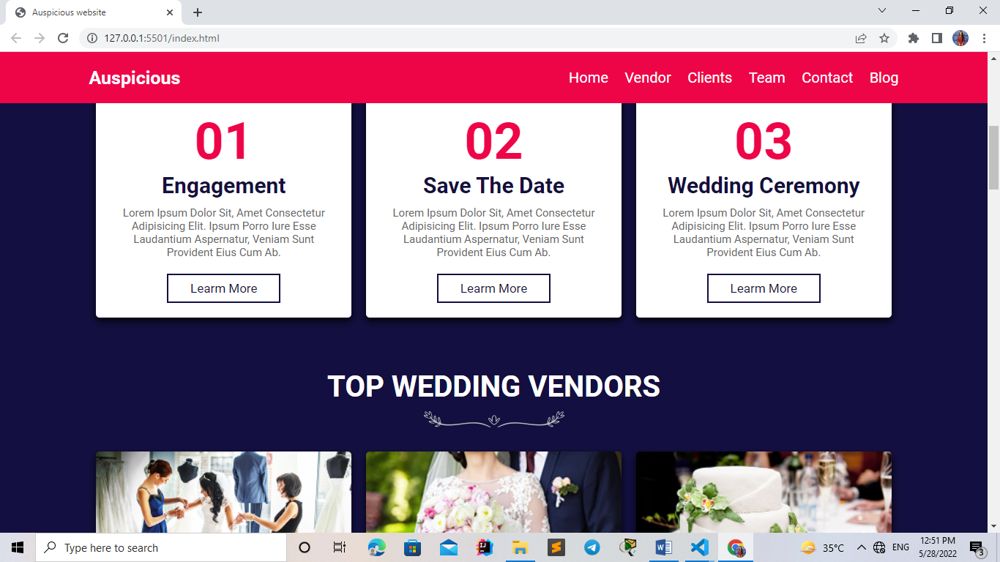 Auspicious website
127.0.0.1:5501/index.html
Auspicious Home Vendor Clients Team Contact Blog
01
Engagement
Lorem Ipsum Dolor Sit, Amet Consectetur
Adipisicing Elit. Ipsum Porro Iure Esse
Laudantium Aspernatur, Veniam Sunt
Provident Eius Cum Ab.
Learm More
02
Save The Date
Lorem Ipsum Dolor Sit, Amet Consectetur
Adipisicing Elit. Ipsum Porro Iure Esse
Laudantium Aspernatur, Veniam Sunt
Provident Eius Cum Ab.
Learm More
03
Wedding Ceremony
Lorem Ipsum Dolor Sit, Amet Consectetur
Adipisicing Elit. Ipsum Porro Iure Esse
Laudantium Aspernatur, Veniam Sunt
Provident Eius Cum Ab.
Learm More
TOP WEDDING VENDORS
Type here to search
35°C
ENG
12:51 PM
5/28/2022
3